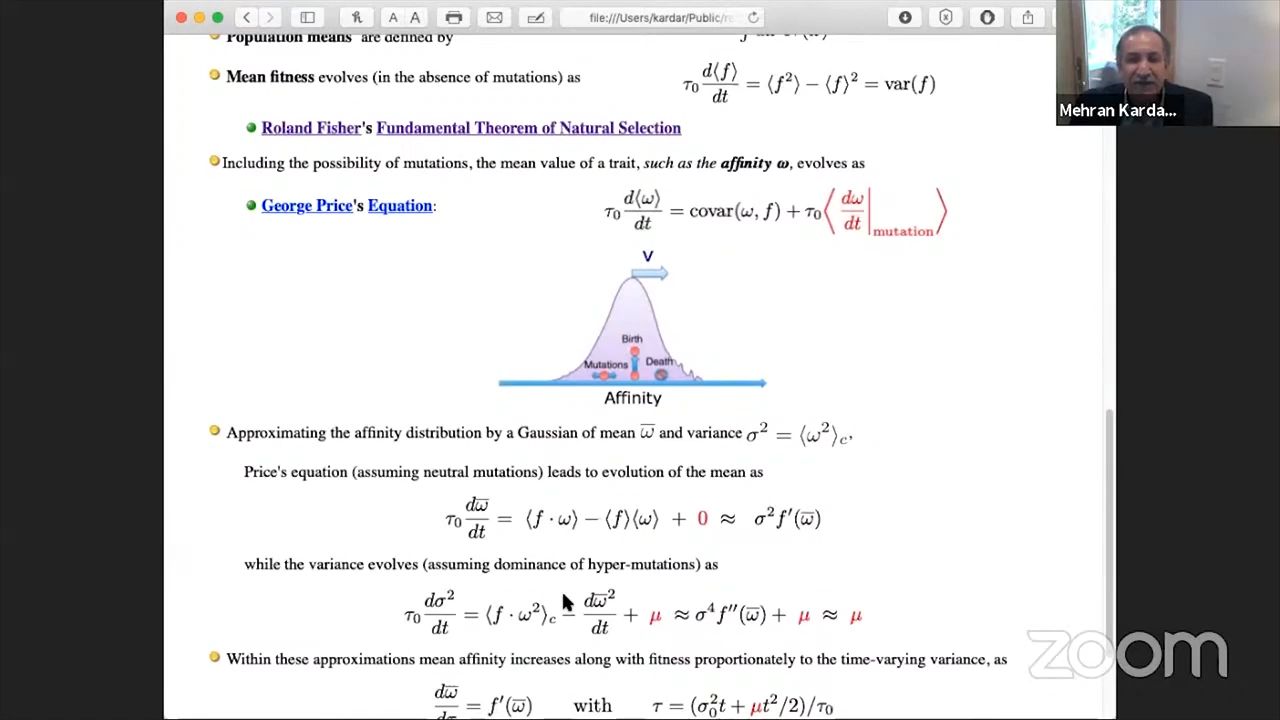 A A
file:///Users/kardar/Public/re
Population means are defined by
Mean fitness evolves (in the absence of mutations) as
τ₀ d⟨f⟩/dt = ⟨f²⟩ − ⟨f⟩² = var(f)
Mehran Karda...
Roland Fisher's Fundamental Theorem of Natural Selection
Including the possibility of mutations, the mean value of a trait, such as the affinity ω, evolves as
George Price's Equation:
τ₀ d⟨ω⟩/dt = covar(ω, f) + τ₀⟨dω/dt|mutation⟩
V
Birth
Mutations
Death
Affinity
Approximating the affinity distribution by a Gaussian of mean ω̅ and variance σ² = ⟨ω²⟩c,
Price's equation (assuming neutral mutations) leads to evolution of the mean as
τ₀ dω̅/dt = ⟨f · ω⟩ − ⟨f⟩⟨ω⟩ + 0 ≈ σ² f′(ω̅)
while the variance evolves (assuming dominance of hyper-mutations) as
τ₀ dσ²/dt = ⟨f · ω²⟩c − dω̅²/dt + μ ≈ σ⁴ f″(ω̅) + μ ≈ μ
zoom
Within these approximations mean affinity increases along with fitness proportionately to the time-varying variance, as
dω̅/dτ = f′(ω̅) with τ = (σ₀²t + μt²/2)/τ₀